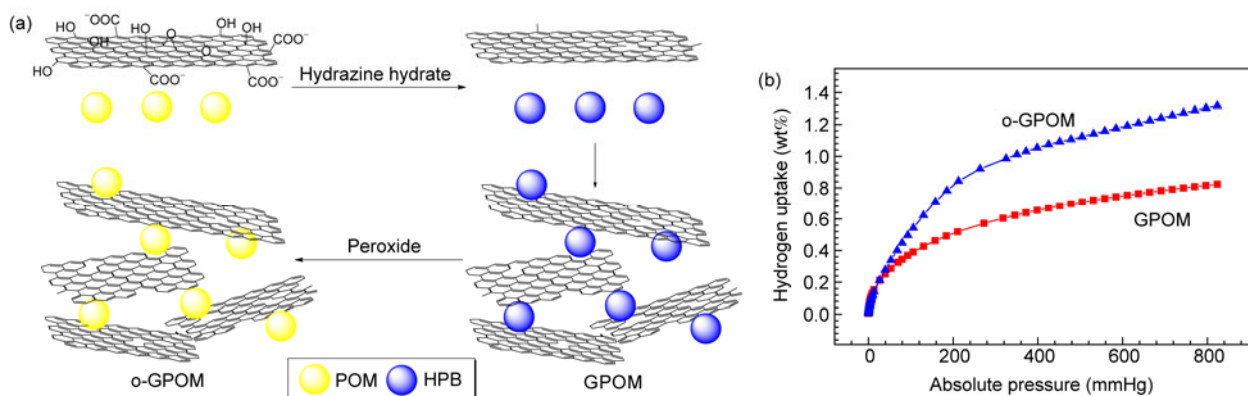 (a)
⁻OOC
HO
HO
OH
OH
COO⁻
OH
O
O
HO
COO⁻
COO⁻
Hydrazine hydrate
Peroxide
o-GPOM
POM
HPB
GPOM
(b)
Hydrogen uptake (wt%)
1.4
1.2
1.0
0.8
0.6
0.4
0.2
0.0
o-GPOM
GPOM
0
200
400
600
800
Absolute pressure (mmHg)